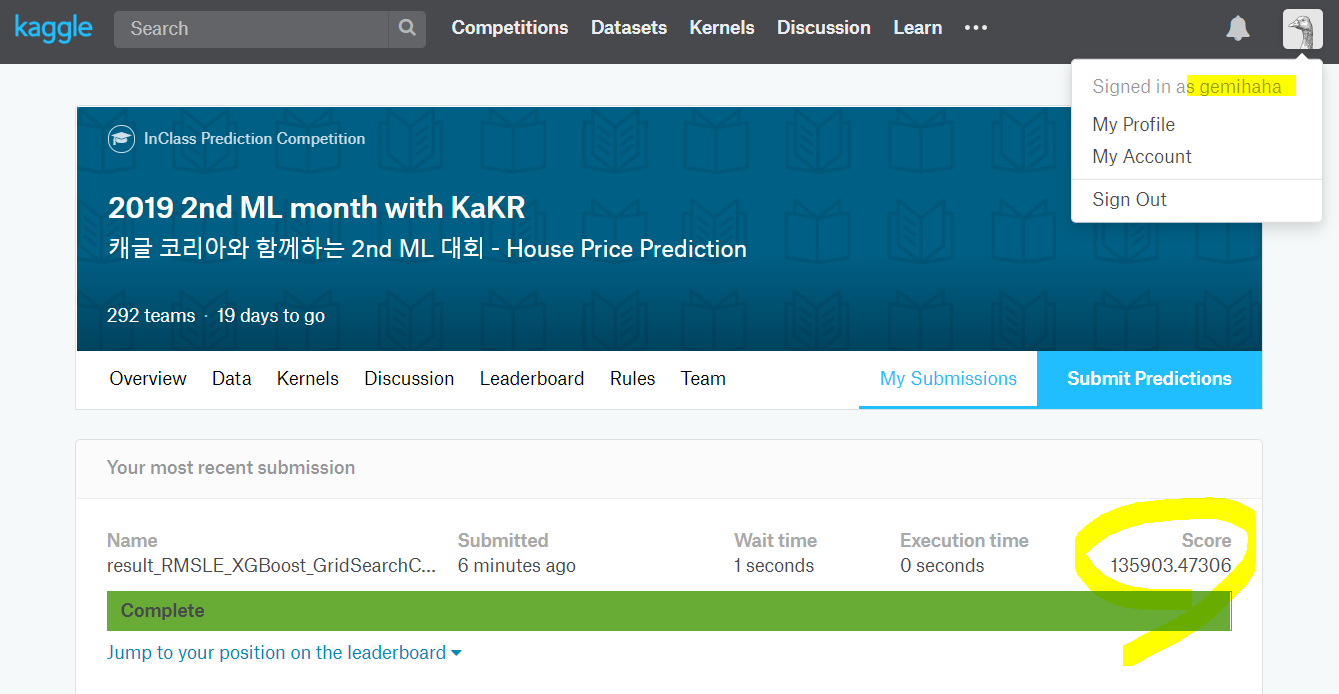 kaggle
Search
Competitions Datasets Kernels Discussion Learn •••
Signed in as gemihaha
My Profile
My Account
Sign Out
InClass Prediction Competition
2019 2nd ML month with KaKR
캐글 코리아와 함께하는 2nd ML 대회 - House Price Prediction
292 teams · 19 days to go
Overview Data Kernels Discussion Leaderboard Rules Team My Submissions Submit Predictions
Your most recent submission
Name Submitted Wait time Execution time Score
result_RMSLE_XGBoost_GridSearchC... 6 minutes ago 1 seconds 0 seconds 135903.47306
Complete
Jump to your position on the leaderboard